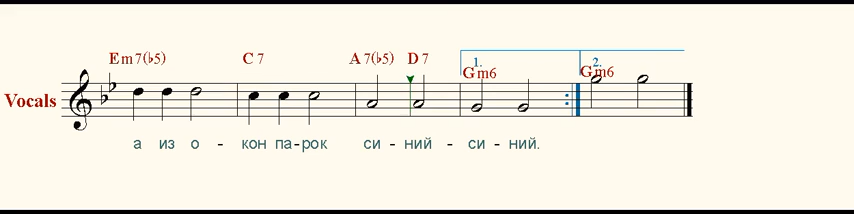 Em7(♭5) C7 A7(♭5) D7 1. Gm6 2. Gm6
Vocals
а из о - кон па-рок си - ний - си - ний.